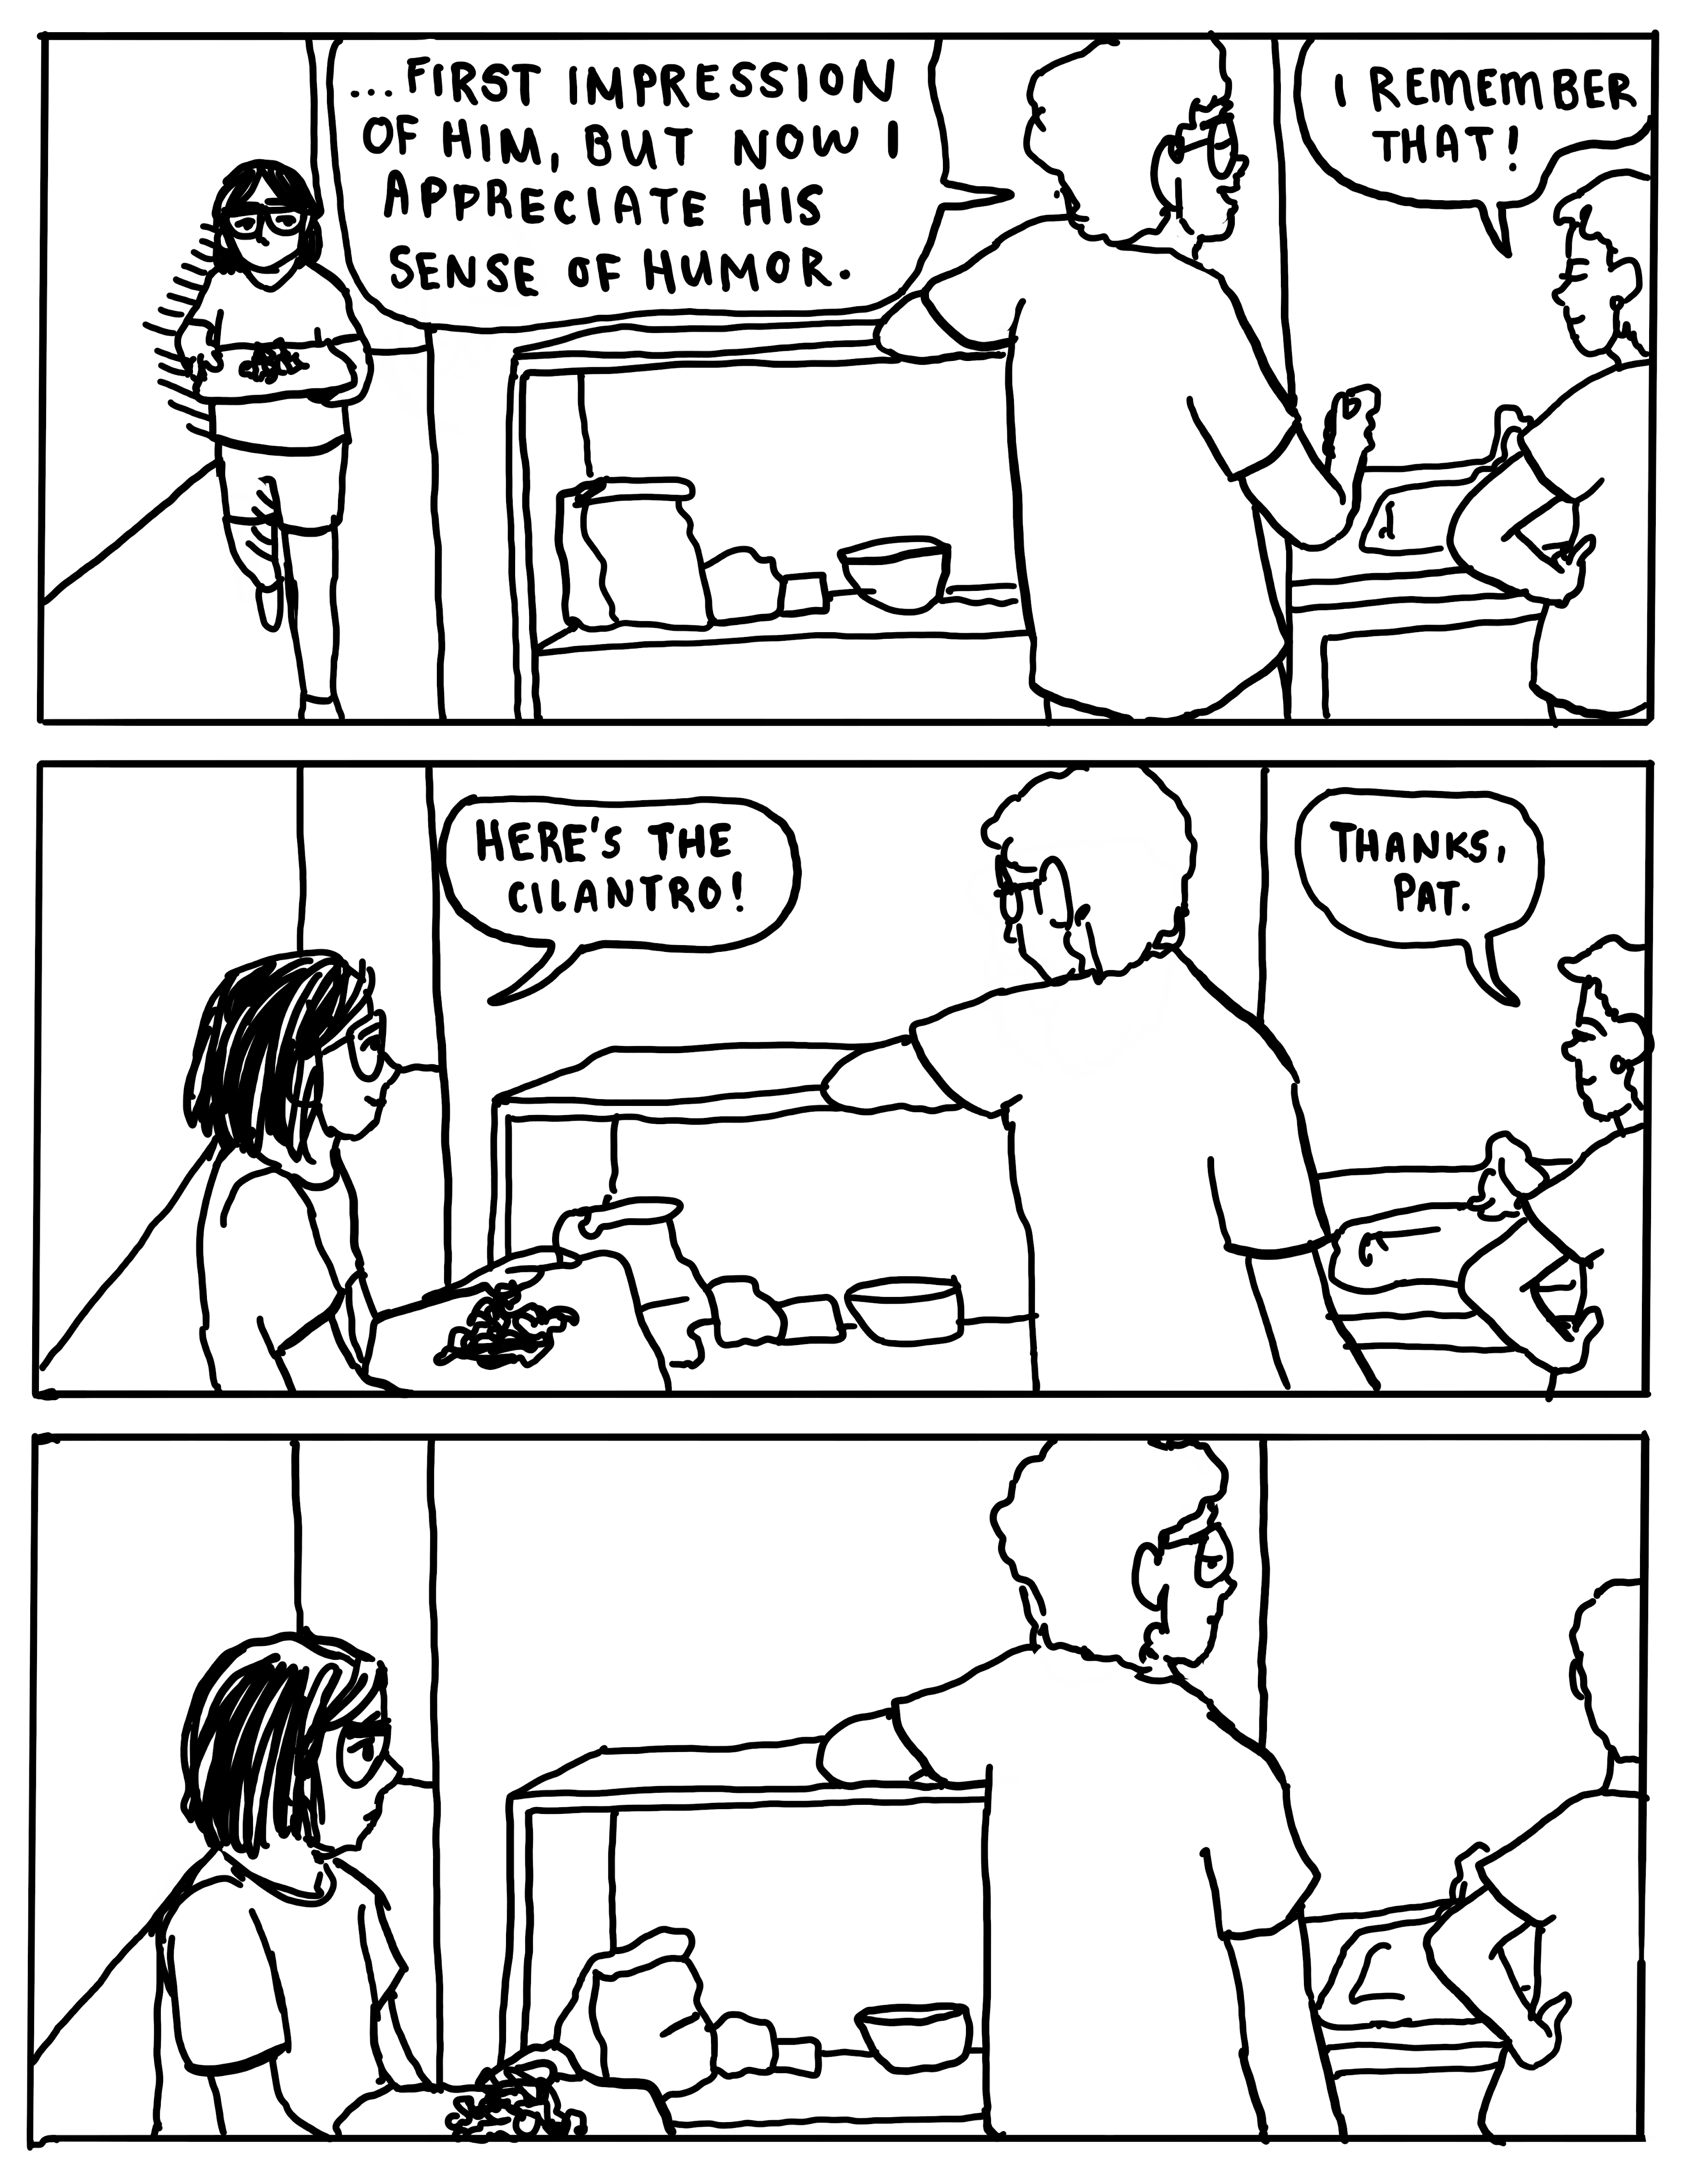 ...FIRST IMPRESSION
OF HIM, BUT NOW I
APPRECIATE HIS
SENSE OF HUMOR.
I REMEMBER
THAT!
HERE'S THE
CILANTRO!
THANKS,
PAT.